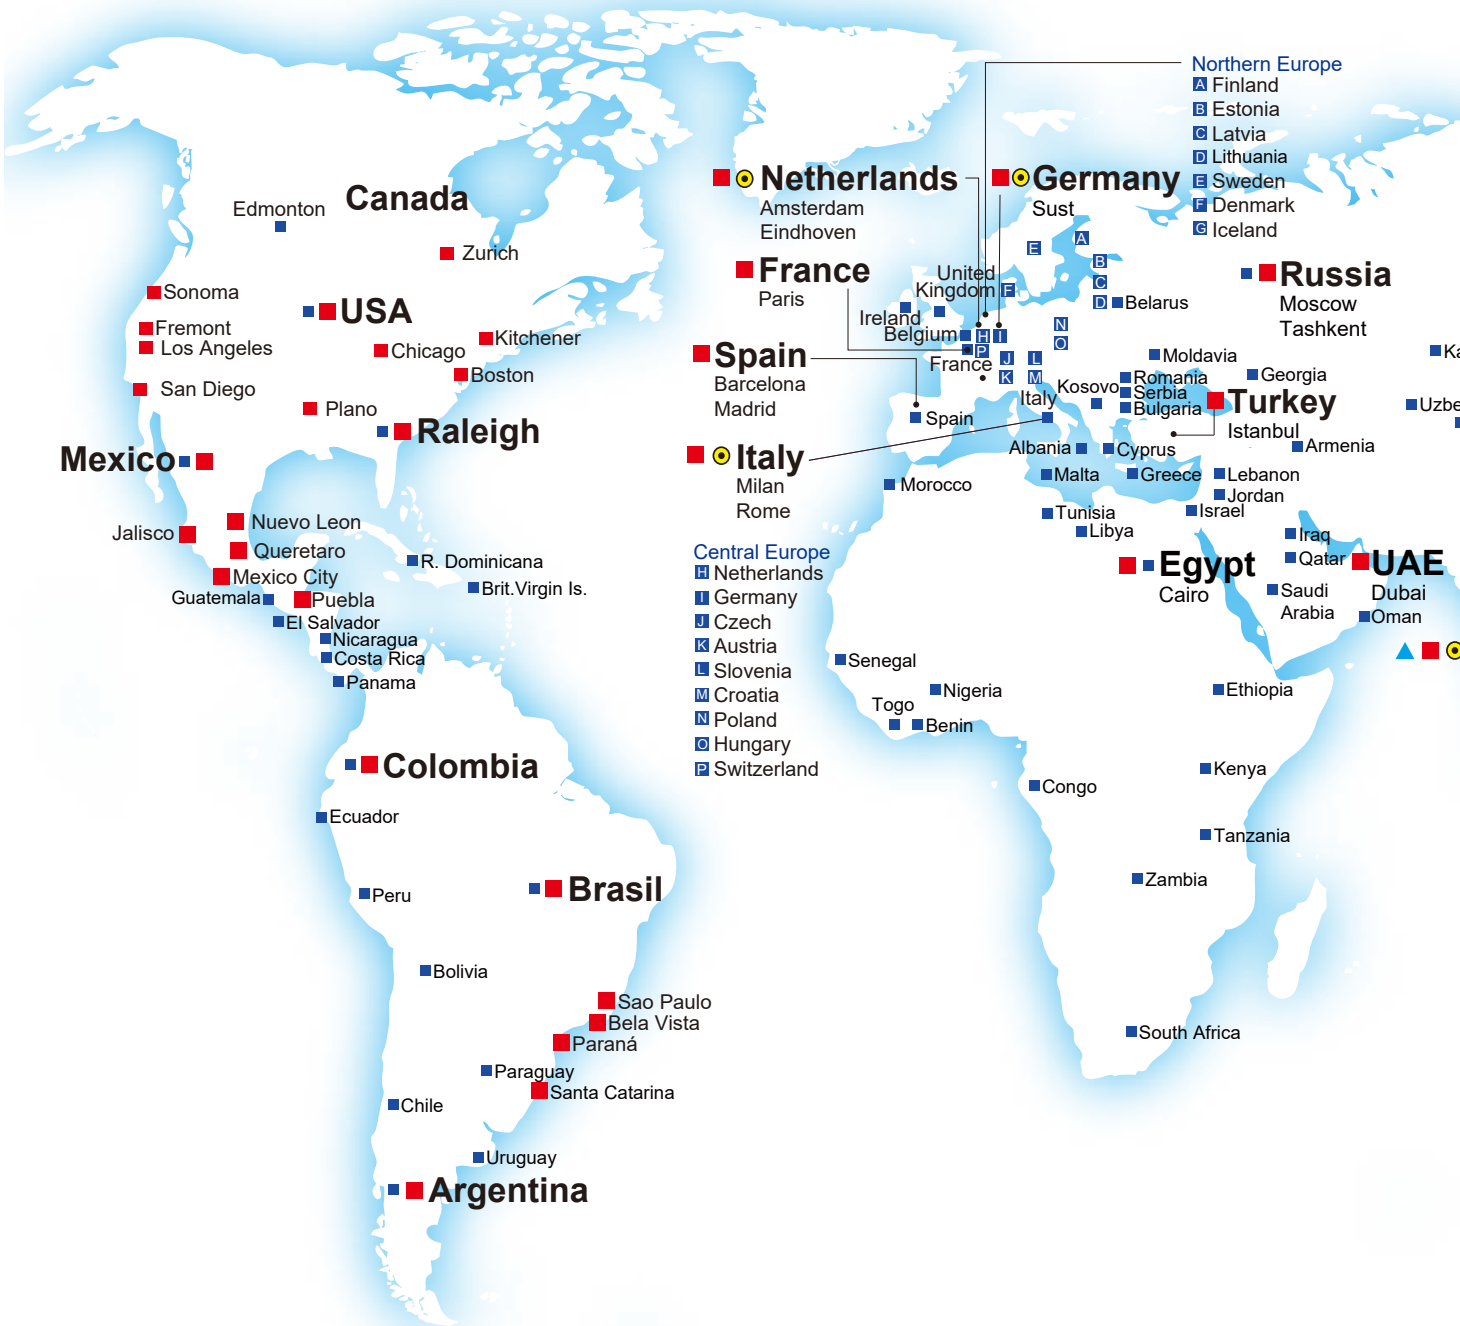 Canada
Edmonton
Zurich
Sonoma
USA
Fremont
Los Angeles
Kitchener
Chicago
Boston
San Diego
Plano
Raleigh
Mexico
Jalisco
Nuevo Leon
Queretaro
Mexico City
Guatemala
Puebla
El Salvador
Nicaragua
Costa Rica
Panama
R. Dominicana
Brit.Virgin Is.
Colombia
Ecuador
Brasil
Peru
Bolivia
Sao Paulo
Bela Vista
Paraná
Paraguay
Santa Catarina
Chile
Uruguay
Argentina
Netherlands
Amsterdam
Eindhoven
France
Paris
Spain
Barcelona
Madrid
Italy
Milan
Rome
Central Europe
H Netherlands
I Germany
J Czech
K Austria
L Slovenia
M Croatia
N Poland
O Hungary
P Switzerland
Germany
Sust
Northern Europe
A Finland
B Estonia
C Latvia
D Lithuania
E Sweden
F Denmark
G Iceland
E
A
B
C
D
F
United
Kingdom
Ireland
Belgium
H
I
P
J
L
K
M
N
O
France
Italy
Spain
Belarus
Russia
Moscow
Tashkent
Moldavia
Kosovo
Romania
Serbia
Bulgaria
Georgia
Turkey
Istanbul
Ka
Uzbe
Armenia
Albania
Cyprus
Malta
Greece
Lebanon
Jordan
Israel
Morocco
Tunisia
Libya
Iraq
Qatar
UAE
Dubai
Egypt
Cairo
Saudi
Arabia
Oman
Senegal
Nigeria
Togo
Benin
Ethiopia
Congo
Kenya
Tanzania
Zambia
South Africa